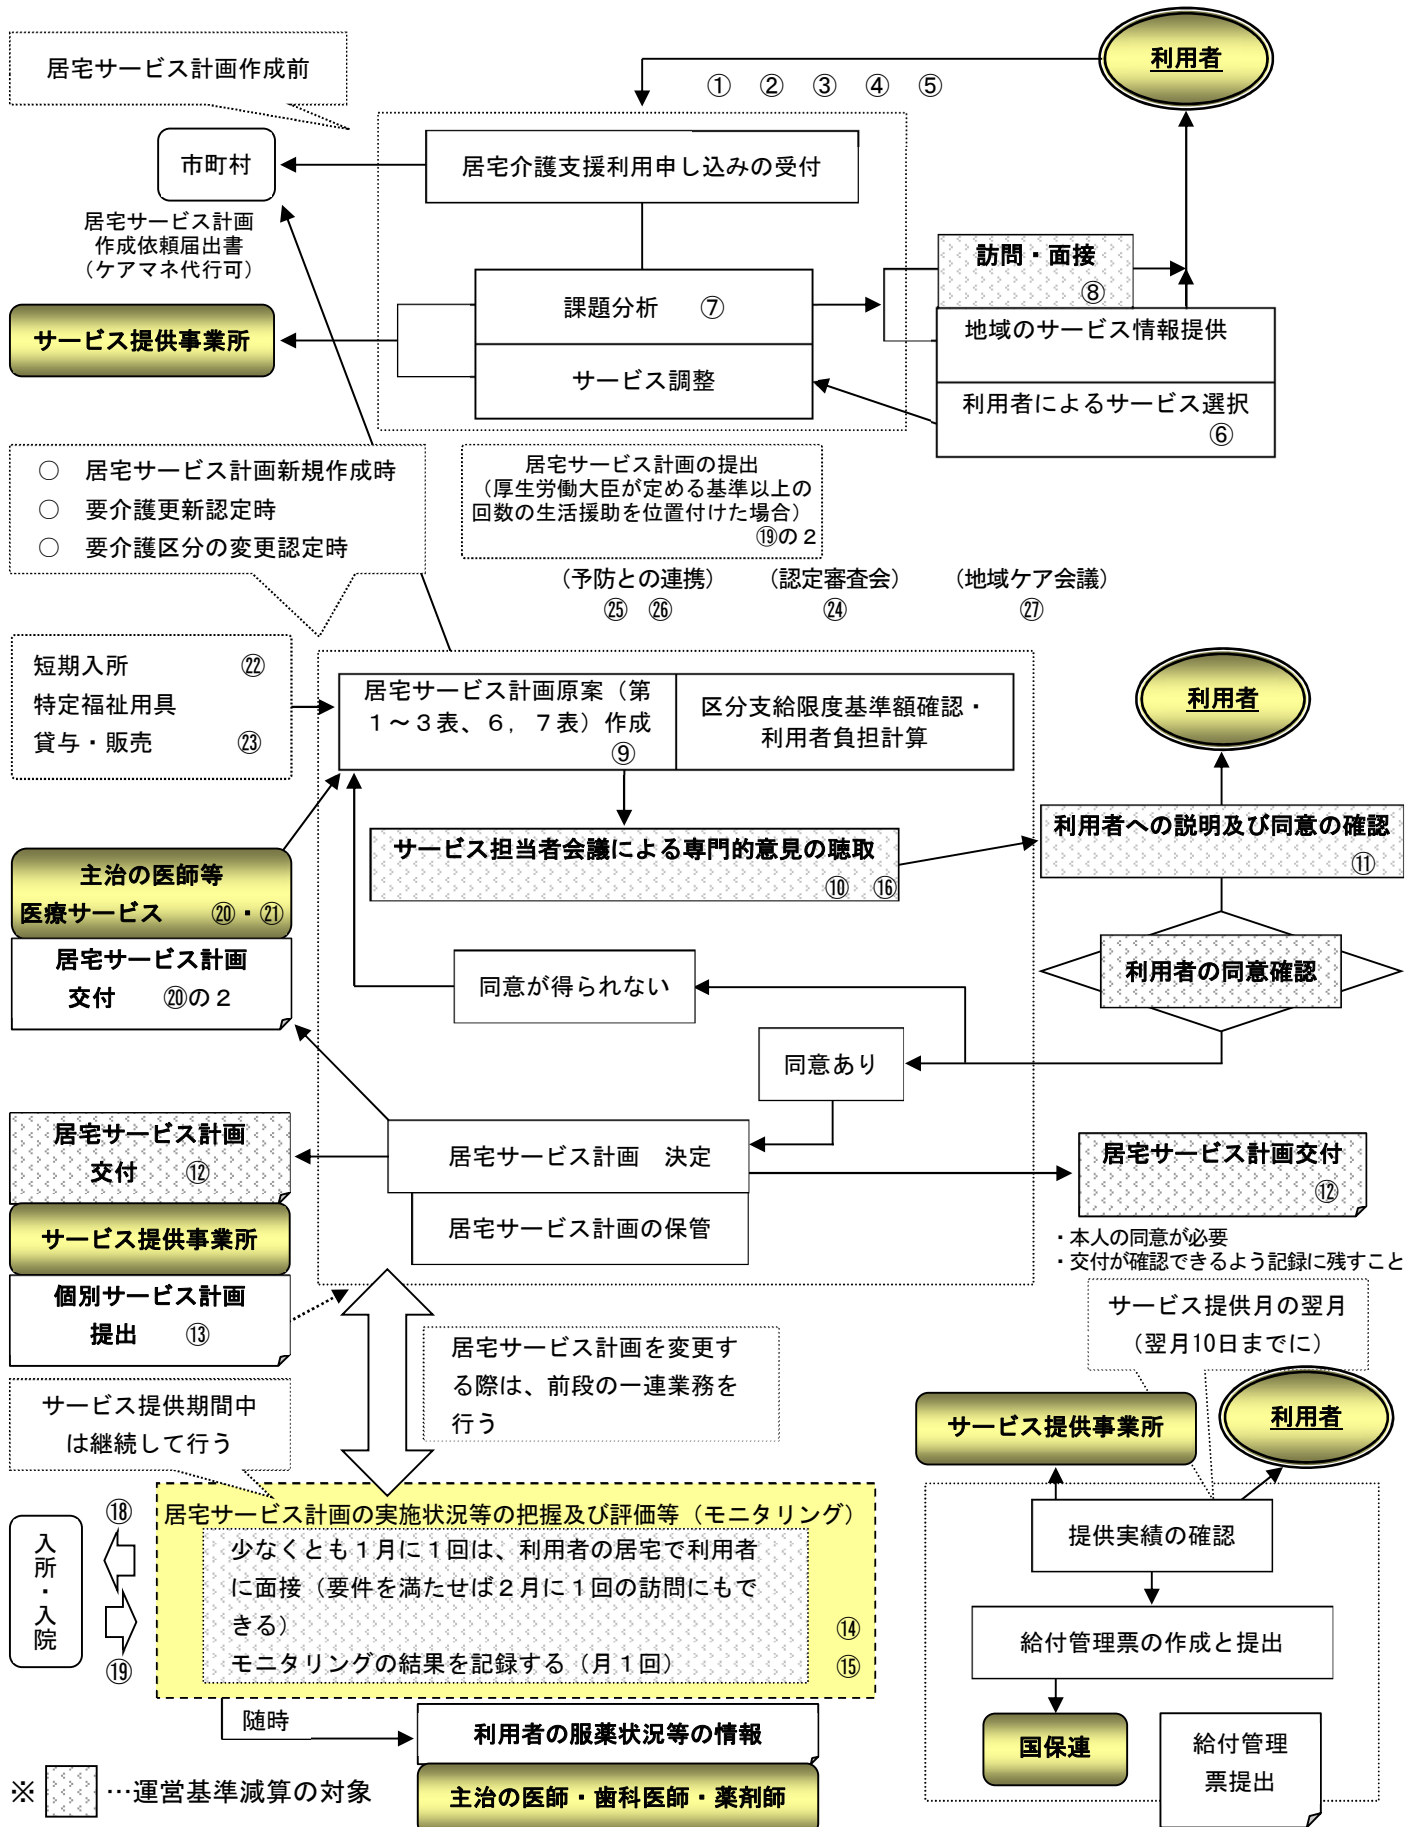 利用者
居宅サービス計画作成前
① ② ③ ④ ⑤
市町村
居宅介護支援利用申し込みの受付
居宅サービス計画
作成依頼届出書
（ケアマネ代行可）
訪問・面接
⑧
課題分析 ⑦
サービス提供事業所
地域のサービス情報提供
サービス調整
利用者によるサービス選択
⑥
○ 居宅サービス計画新規作成時
○ 要介護更新認定時
○ 要介護区分の変更認定時
居宅サービス計画の提出
（厚生労働大臣が定める基準以上の
回数の生活援助を位置付けた場合）
⑲の２
（予防との連携） （認定審査会） （地域ケア会議）
㉕ ㉖ ㉔ ㉗
短期入所 ㉒
特定福祉用具
貸与・販売 ㉓
居宅サービス計画原案（第
１～３表、６，７表）作成
⑨
区分支給限度基準額確認・
利用者負担計算
利用者
サービス担当者会議による専門的意見の聴取
⑩ ⑯
利用者への説明及び同意の確認
⑪
主治の医師等
医療サービス ⑳・㉑
居宅サービス計画
交付 ⑳の２
同意が得られない
利用者の同意確認
同意あり
居宅サービス計画
交付 ⑫
居宅サービス計画 決定
居宅サービス計画交付
⑫
サービス提供事業所
居宅サービス計画の保管
・本人の同意が必要
・交付が確認できるよう記録に残すこと
個別サービス計画
提出 ⑬
サービス提供月の翌月
（翌月10日までに）
居宅サービス計画を変更す
る際は、前段の一連業務を
行う
サービス提供期間中
は継続して行う
サービス提供事業所
利用者
居宅サービス計画の実施状況等の把握及び評価等（モニタリング）
少なくとも１月に１回は、利用者の居宅で利用者
に面接（要件を満たせば２月に１回の訪問にもで
きる）
⑭
モニタリングの結果を記録する（月１回）
⑮
⑱
入所・入院
⑲
提供実績の確認
給付管理票の作成と提出
随時
利用者の服薬状況等の情報
主治の医師・歯科医師・薬剤師
国保連
給付管理
票提出
※ …運営基準減算の対象